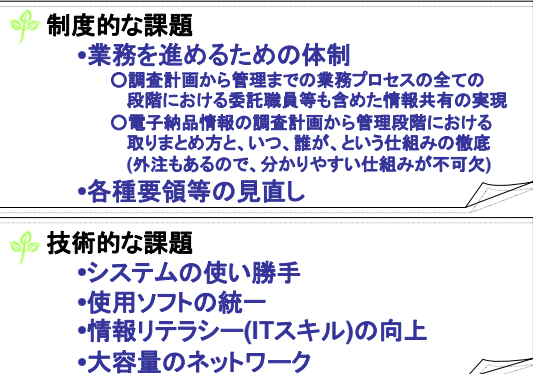 制度的な課題
•業務を進めるための体制
○調査計画から管理までの業務プロセスの全ての
段階における委託職員等も含めた情報共有の実現
○電子納品情報の調査計画から管理段階における
取りまとめ方と、いつ、誰が、という仕組みの徹底
(外注もあるので、分かりやすい仕組みが不可欠)
•各種要領等の見直し
技術的な課題
•システムの使い勝手
•使用ソフトの統一
•情報リテラシー(ITスキル)の向上
•大容量のネットワーク